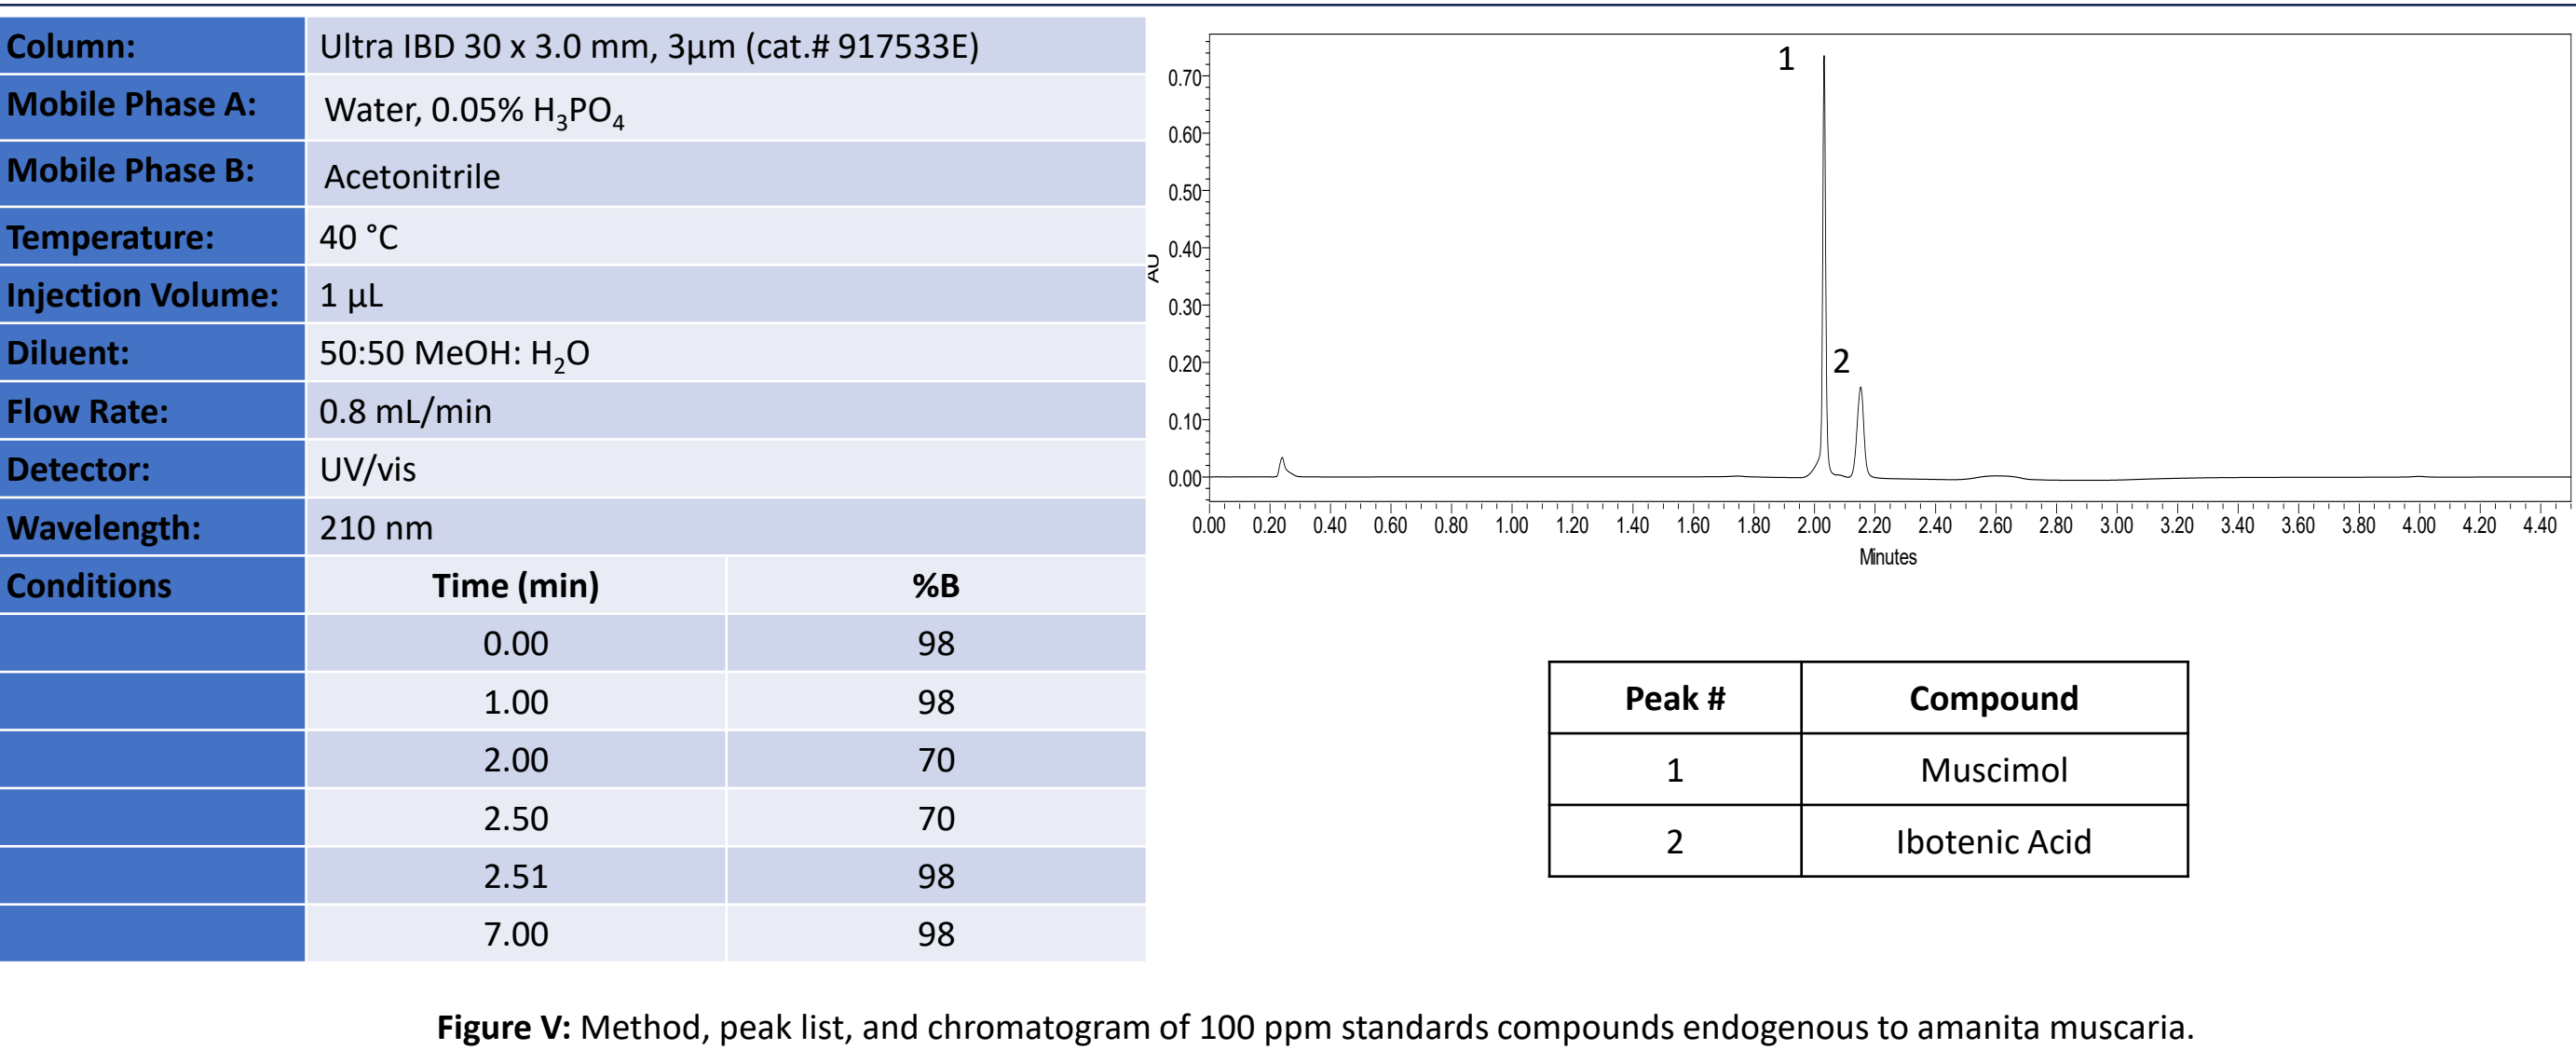 Column: Ultra IBD 30 x 3.0 mm, 3µm (cat.# 917533E)
Mobile Phase A: Water, 0.05% H₃PO₄
Mobile Phase B: Acetonitrile
Temperature: 40 °C
Injection Volume: 1 µL
Diluent: 50:50 MeOH: H₂O
Flow Rate: 0.8 mL/min
Detector: UV/vis
Wavelength: 210 nm
Conditions Time (min) %B
0.00 98
1.00 98
2.00 70
2.50 70
2.51 98
7.00 98
1
2
AU
0.70
0.60
0.50
0.40
0.30
0.20
0.10
0.00
0.00 0.20 0.40 0.60 0.80 1.00 1.20 1.40 1.60 1.80 2.00 2.20 2.40 2.60 2.80 3.00 3.20 3.40 3.60 3.80 4.00 4.20 4.40
Minutes
Peak # Compound
1 Muscimol
2 Ibotenic Acid
Figure V: Method, peak list, and chromatogram of 100 ppm standards compounds endogenous to amanita muscaria.